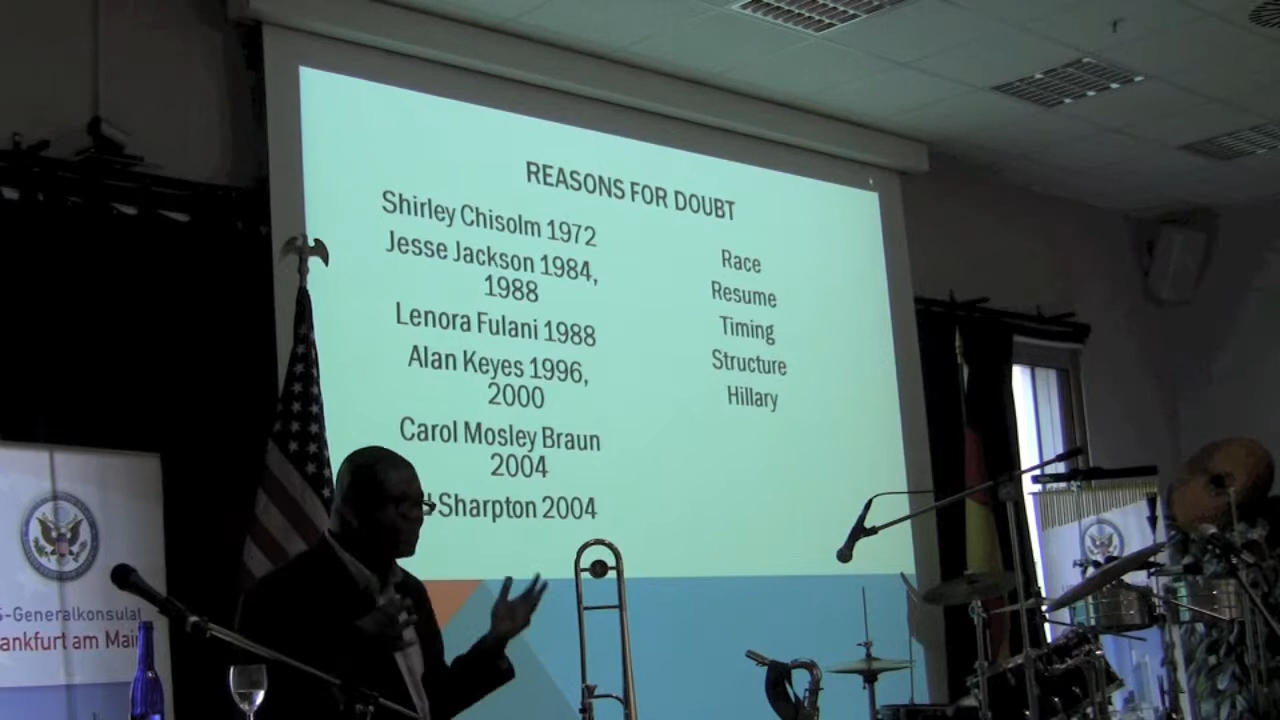 REASONS FOR DOUBT
Shirley Chisolm 1972
Jesse Jackson 1984,
1988
Lenora Fulani 1988
Alan Keyes 1996,
2000
Carol Mosley Braun
2004
Sharpton 2004
Race
Resume
Timing
Structure
Hillary
S-Generalkonsulat
ankfurt am Main